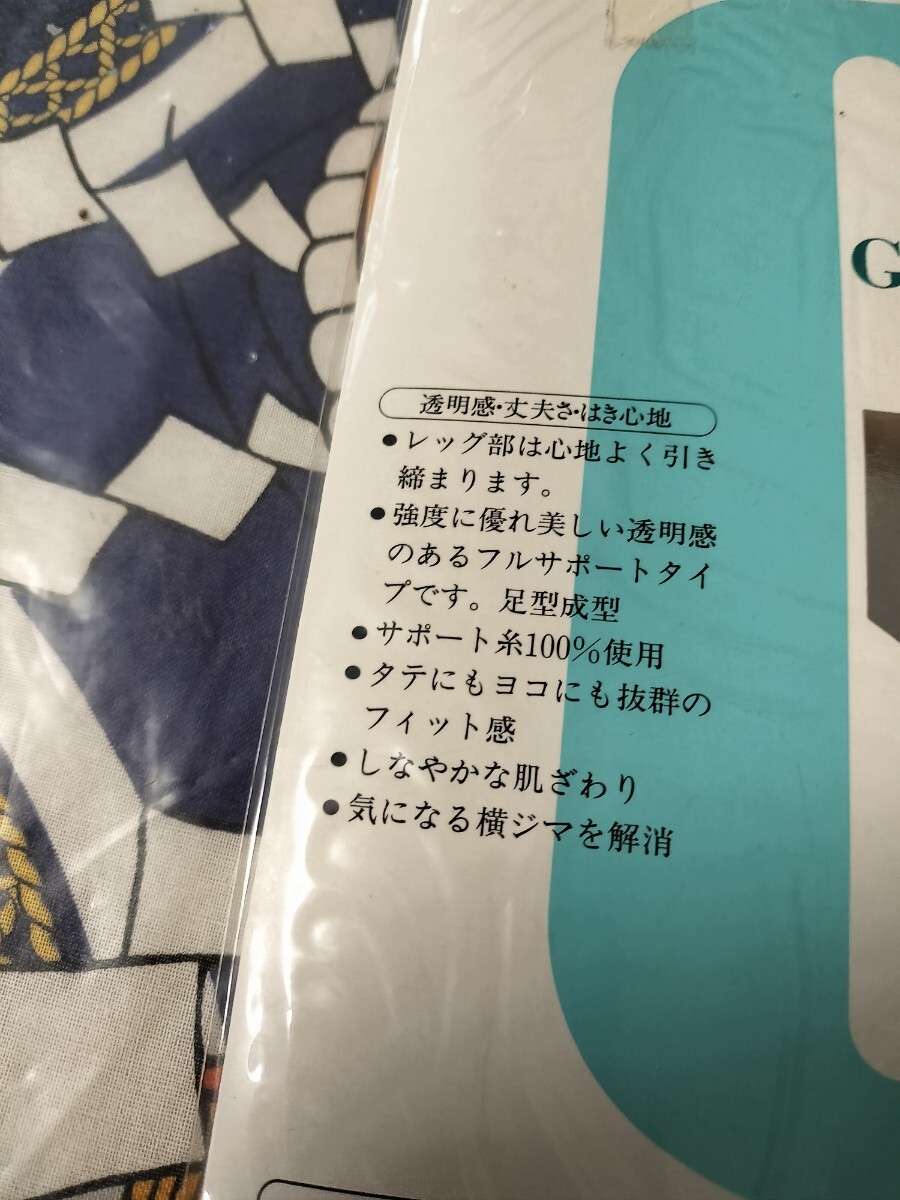 G
透明感・丈夫さ・はき心地
●レッグ部は心地よく引き
締まります。
●強度に優れ美しい透明感
のあるフルサポートタイ
プです。足型成型
●サポート糸100%使用
●タテにもヨコにも抜群の
フィット感
●しなやかな肌ざわり
●気になる横ジマを解消